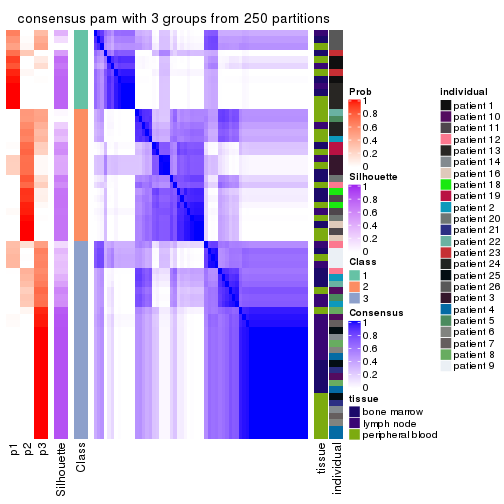 consensus pam with 3 groups from 250 partitions
Prob
1
0.8
0.6
0.4
0.2
0
Silhouette
1
0.8
0.6
0.4
0.2
0
Class
1
2
3
Consensus
1
0.8
0.6
0.4
0.2
0
tissue
bone marrow
lymph node
peripheral blood
individual
patient 1
patient 10
patient 11
patient 12
patient 13
patient 14
patient 16
patient 18
patient 19
patient 2
patient 20
patient 21
patient 22
patient 23
patient 24
patient 25
patient 26
patient 3
patient 4
patient 5
patient 6
patient 7
patient 8
patient 9
p1
p2
p3
Silhouette
Class
tissue
individual